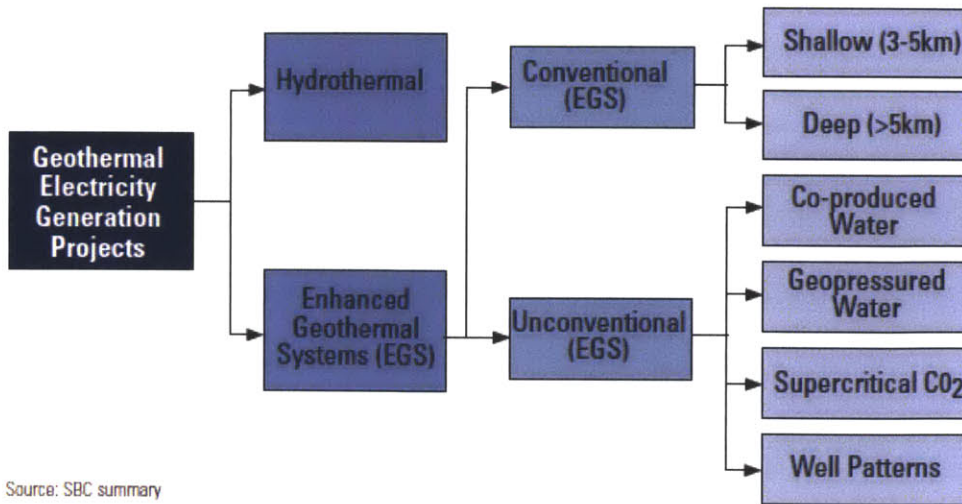 Geothermal
Electricity
Generation
Projects
Hydrothermal
Enhanced
Geothermal
Systems (EGS)
Conventional
(EGS)
Unconventional
(EGS)
Shallow (3-5km)
Deep (>5km)
Co-produced
Water
Geopressured
Water
Supercritical CO2
Well Patterns
Source: SBC summary